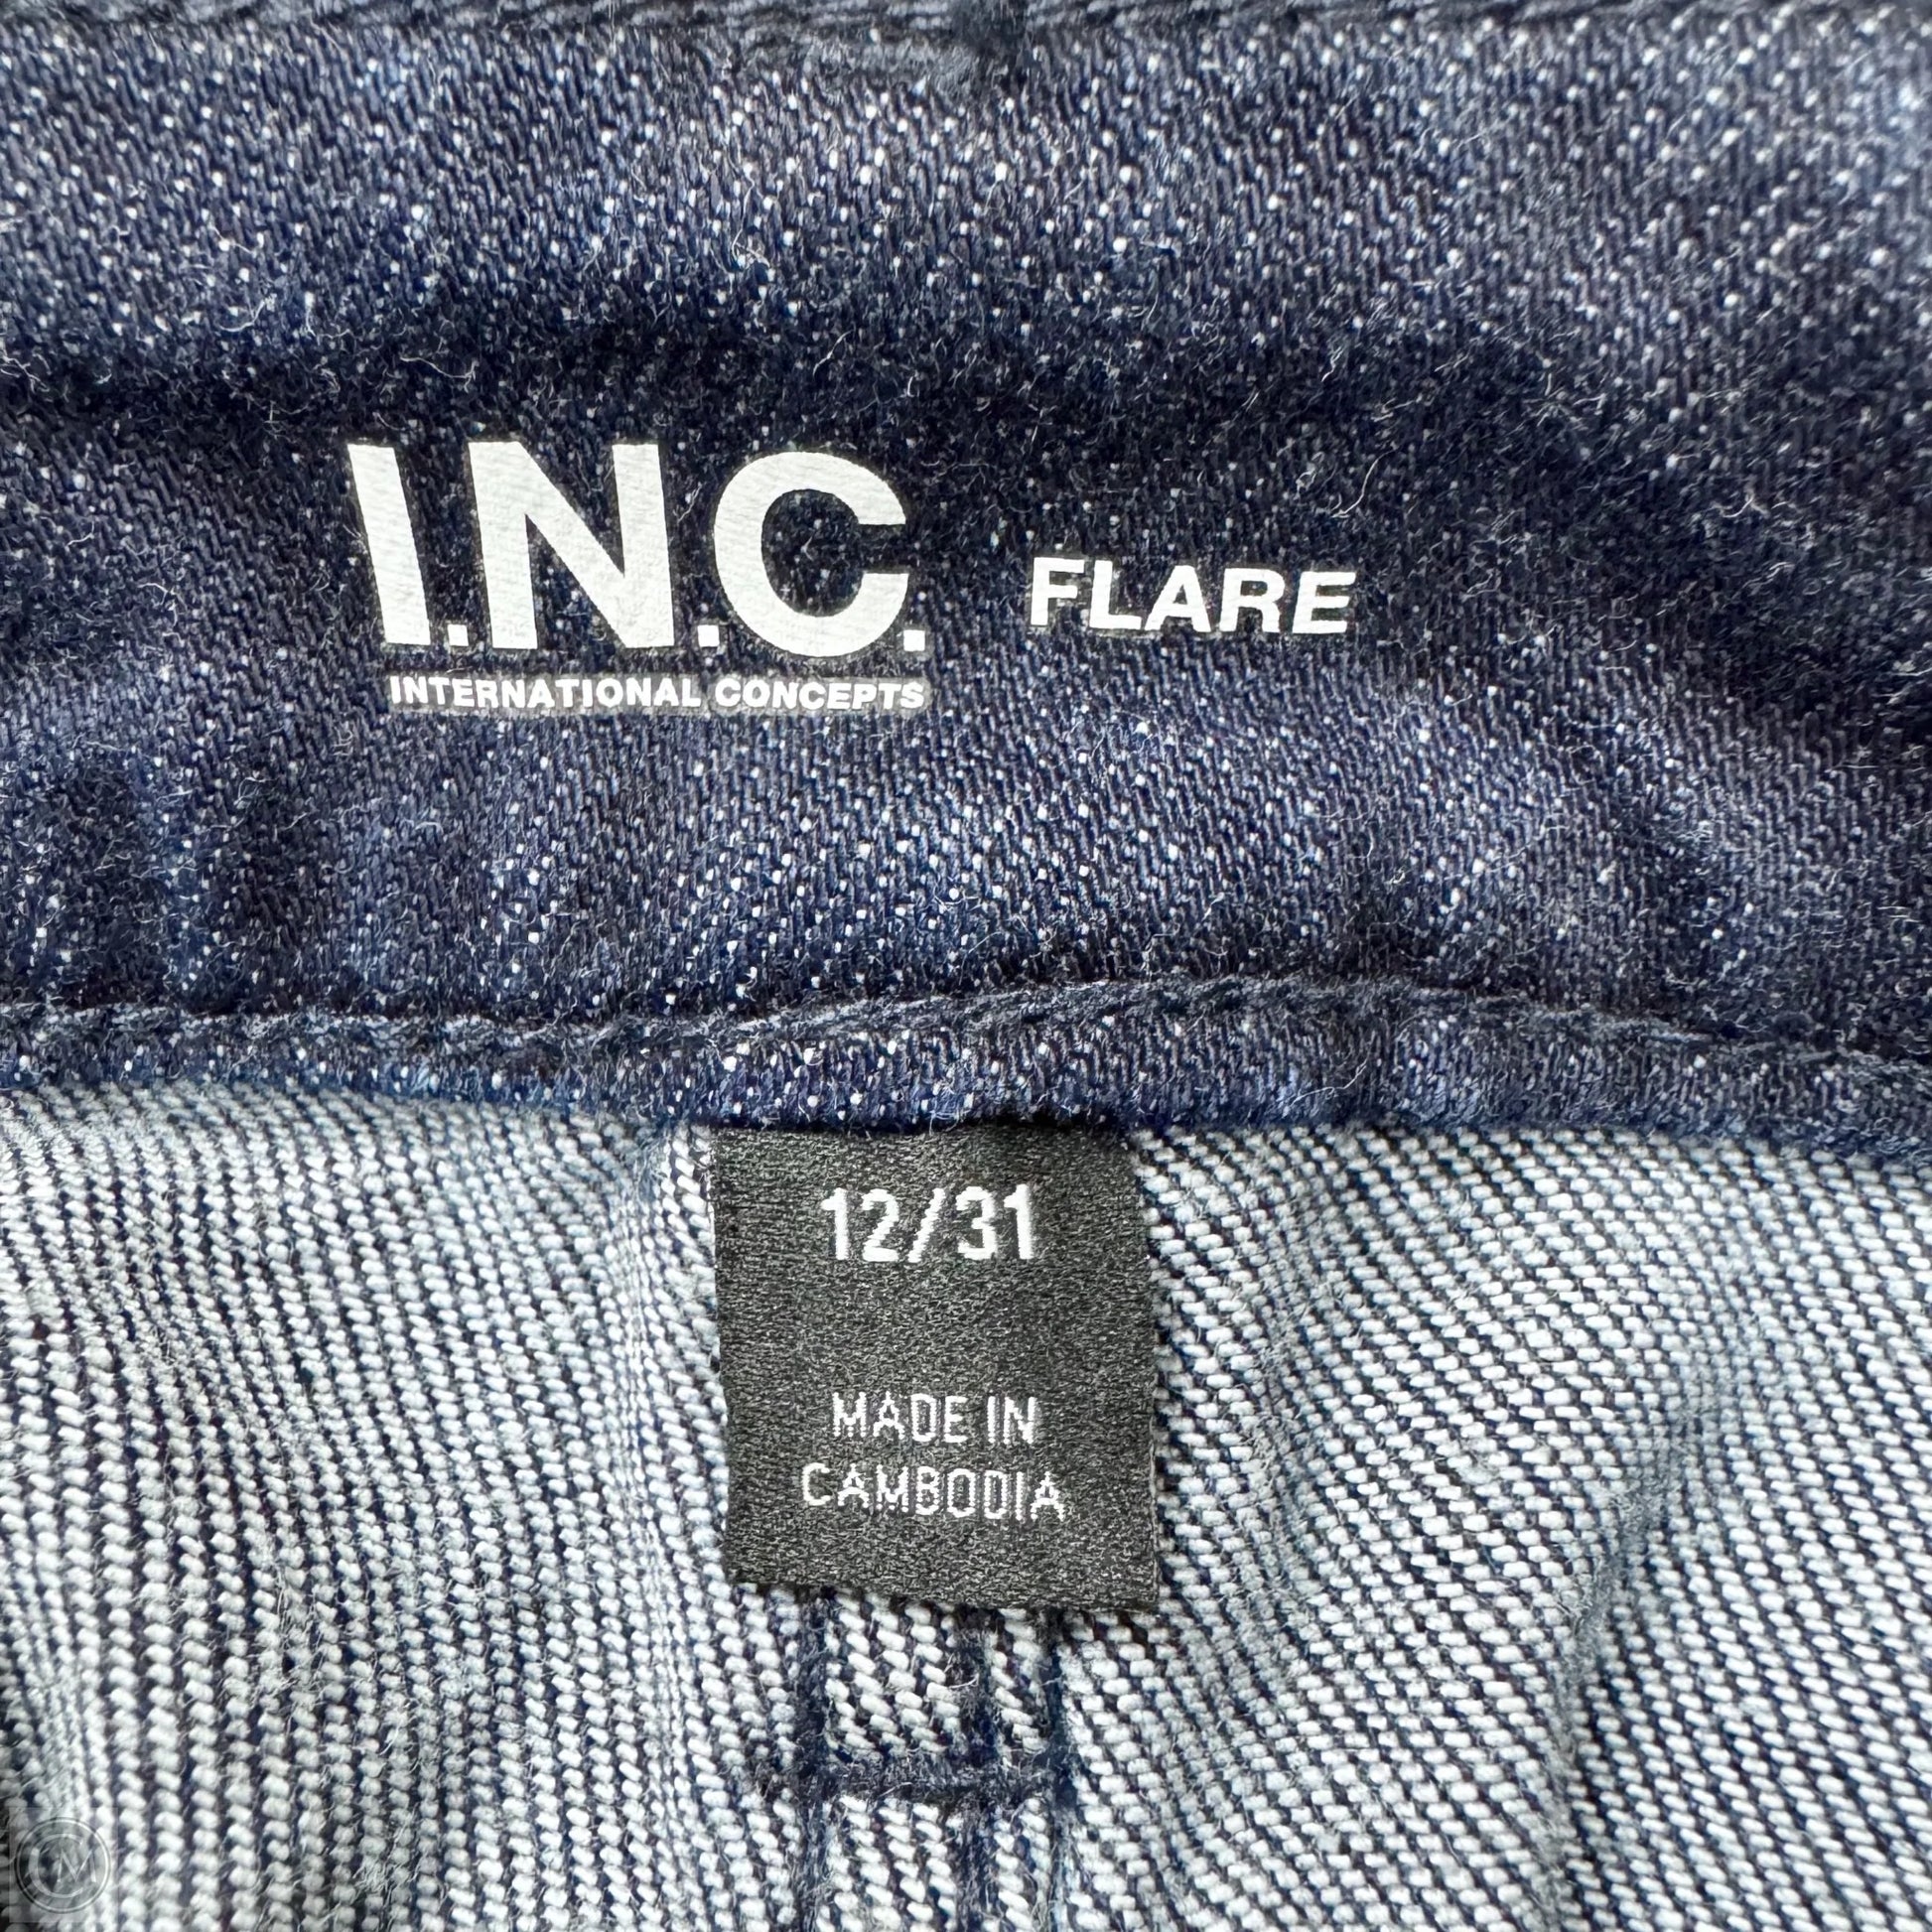 I.N.C. FLARE
INTERNATIONAL CONCEPTS
12/31
MADE IN
CAMBODIA